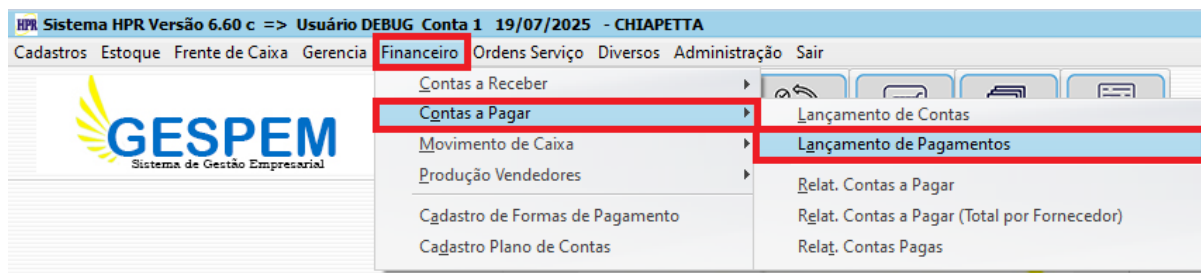 HPR Sistema HPR Versão 6.60 c => Usuário DEBUG Conta 1 19/07/2025 - CHIAPETTA
Cadastros Estoque Frente de Caixa Gerencia Financeiro Ordens Serviço Diversos Administração Sair
GESPEM
Sistema de Gestão Empresarial
Contas a Receber
Contas a Pagar
Movimento de Caixa
Produção Vendedores
Cadastro de Formas de Pagamento
Cadastro Plano de Contas
Lançamento de Contas
Lançamento de Pagamentos
Relat. Contas a Pagar
Relat. Contas a Pagar (Total por Fornecedor)
Relat. Contas Pagas